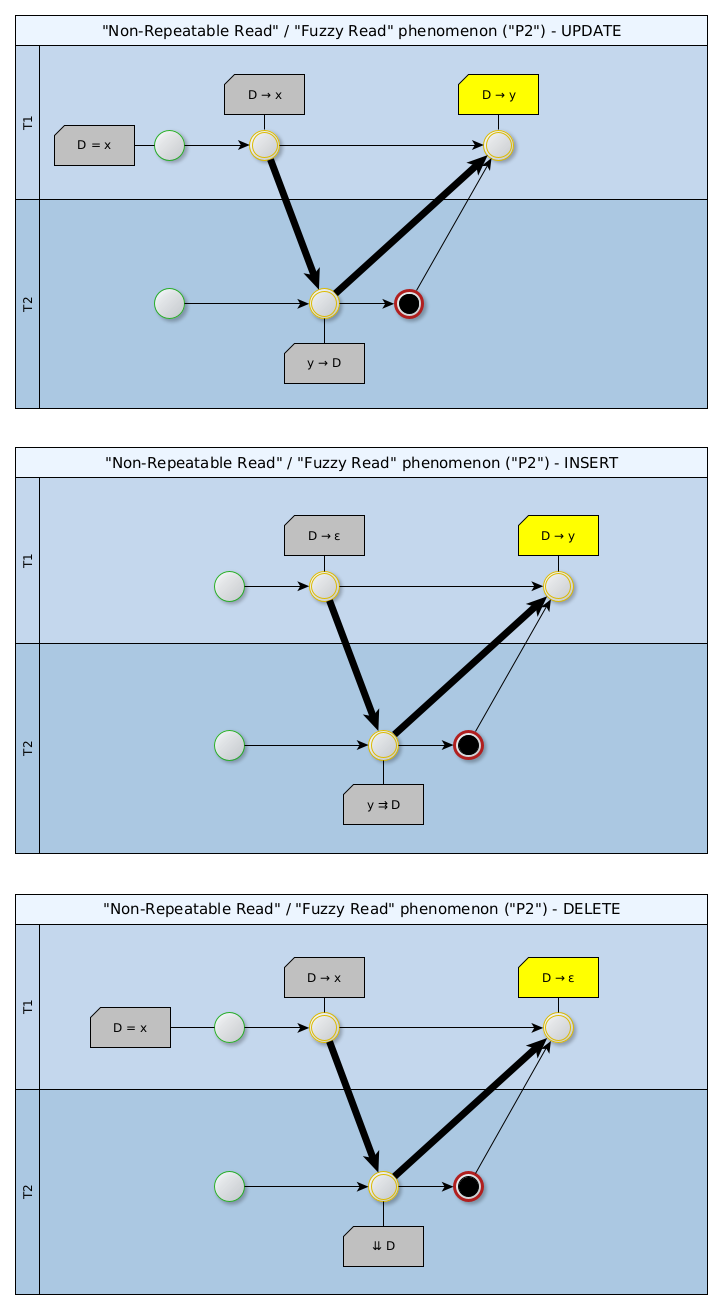 "Non-Repeatable Read" / "Fuzzy Read" phenomenon ("P2") - UPDATE
T1
D → x
D → y
D = x
T2
y → D
"Non-Repeatable Read" / "Fuzzy Read" phenomenon ("P2") - INSERT
T1
D → ε
D → y
T2
y ⇉ D
"Non-Repeatable Read" / "Fuzzy Read" phenomenon ("P2") - DELETE
T1
D → x
D → ε
D = x
T2
⇊ D